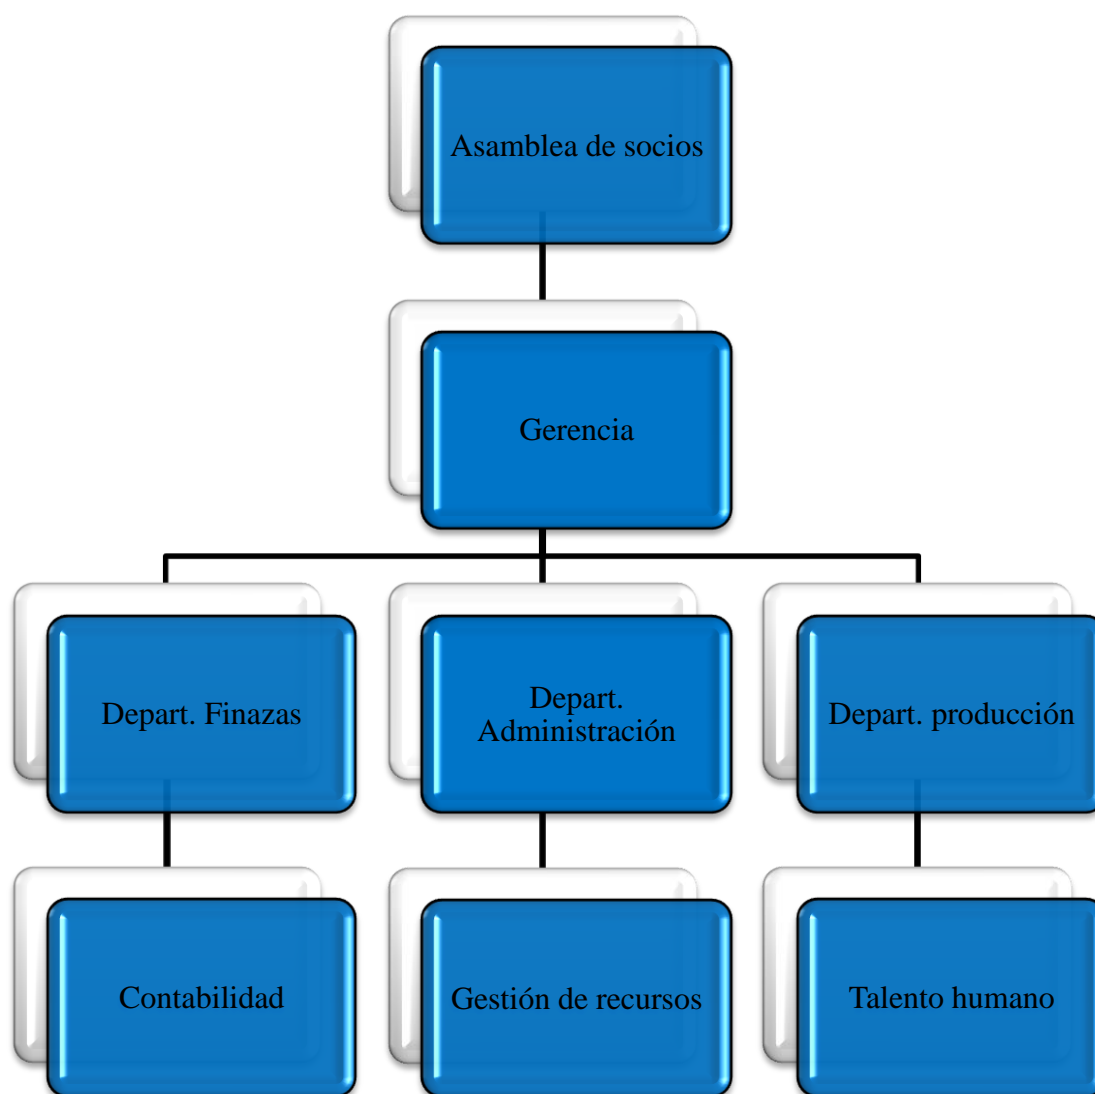 Asamblea de socios
Gerencia
Depart. Finazas
Depart.
Administración
Depart. producción
Contabilidad
Gestión de recursos
Talento humano